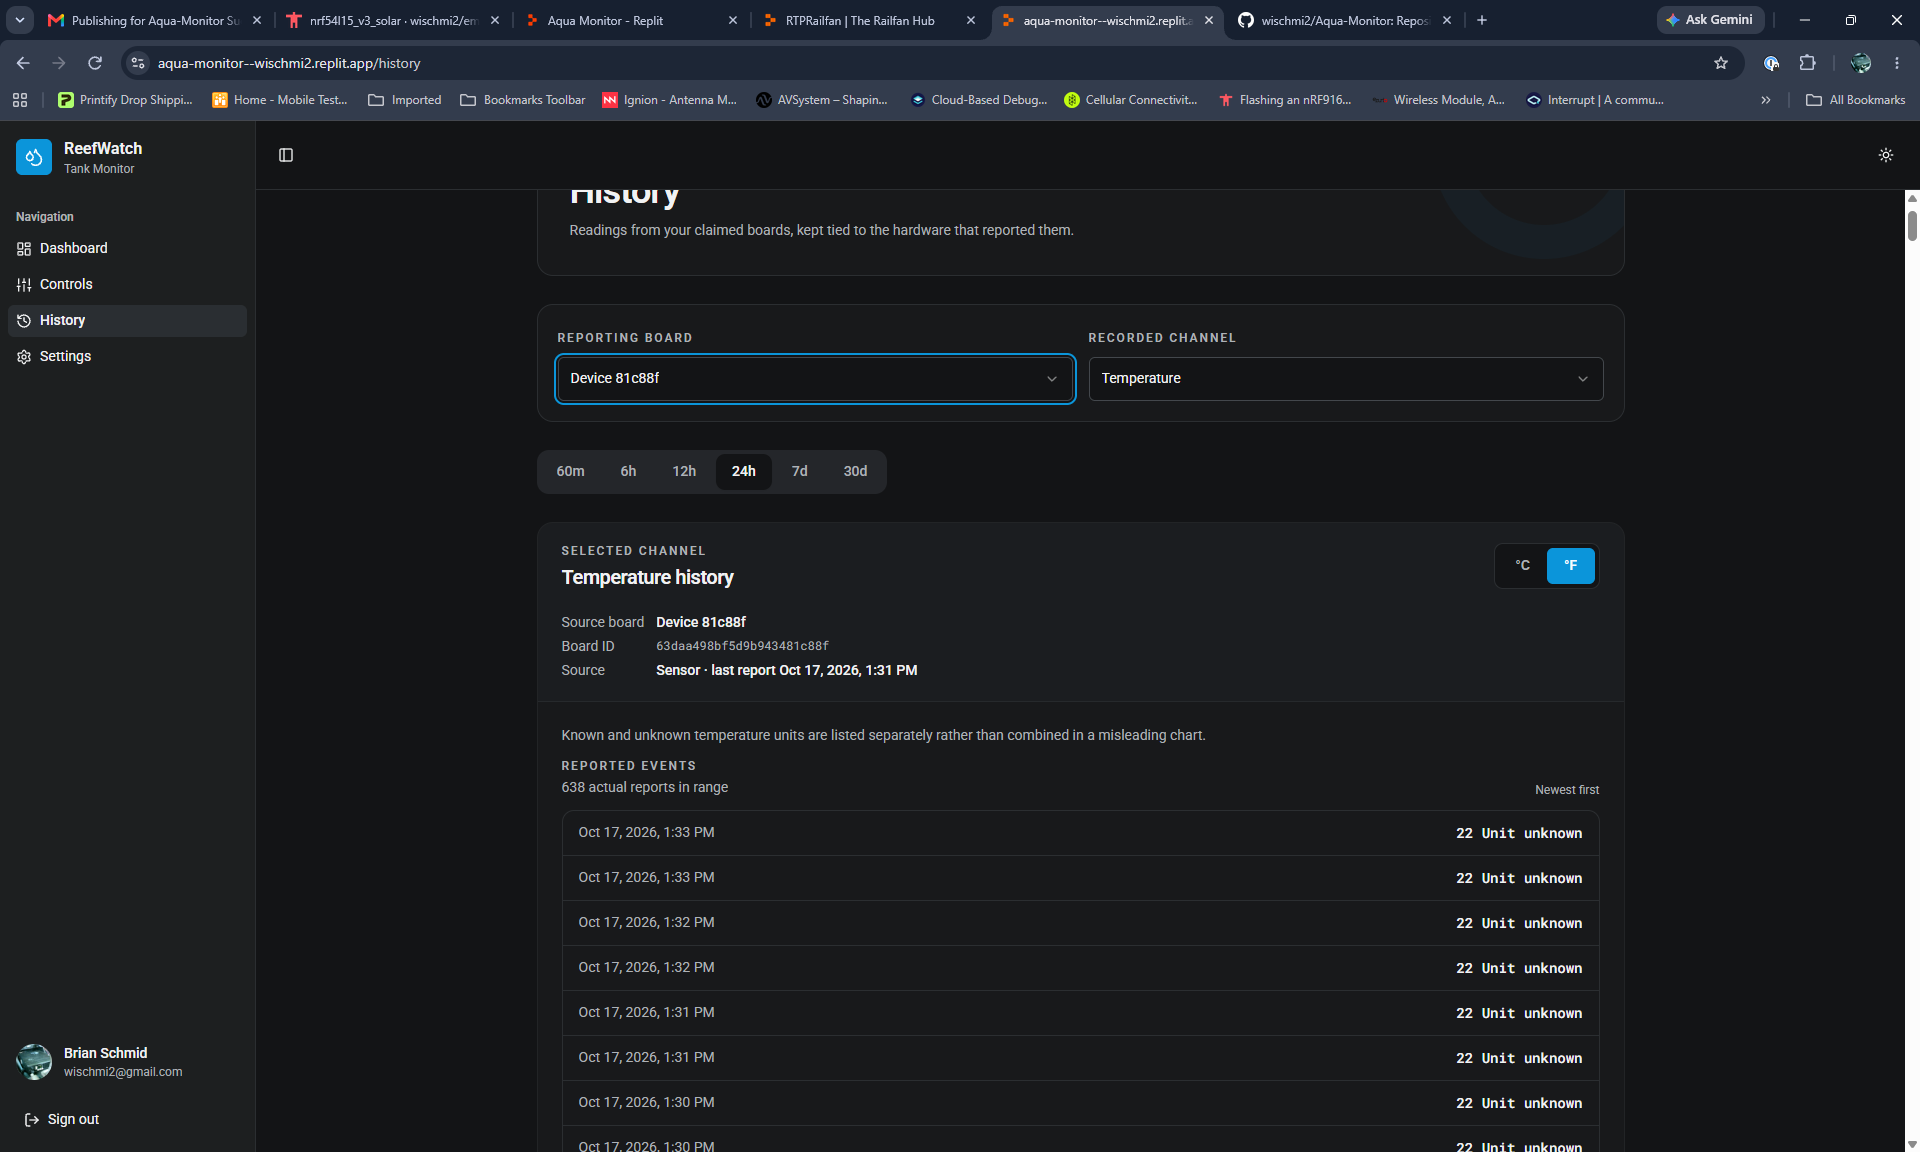 Publishing for Aqua-Monitor Su
nrf54l15_v3_solar · wischmi2/em
Aqua Monitor - Replit
RTPRailfan | The Railfan Hub
aqua-monitor--wischmi2.replit.a
wischmi2/Aqua-Monitor: Reposi
Ask Gemini
aqua-monitor--wischmi2.replit.app/history
Printify Drop Shippi...
Home - Mobile Test...
Imported
Bookmarks Toolbar
Ignion - Antenna M...
AVSystem – Shapin...
Cloud-Based Debug...
Cellular Connectivit...
Flashing an nRF916...
Wireless Module, A...
Interrupt | A commu...
All Bookmarks
ReefWatch
Tank Monitor
Navigation
Dashboard
Controls
History
Settings
History
Readings from your claimed boards, kept tied to the hardware that reported them.
REPORTING BOARD
RECORDED CHANNEL
Device 81c88f
Temperature
60m 6h 12h 24h 7d 30d
SELECTED CHANNEL
Temperature history
°C °F
Source board Device 81c88f
Board ID 63daa498bf5d9b943481c88f
Source Sensor · last report Oct 17, 2026, 1:31 PM
Known and unknown temperature units are listed separately rather than combined in a misleading chart.
REPORTED EVENTS
638 actual reports in range
Newest first
Oct 17, 2026, 1:33 PM 22 Unit unknown
Oct 17, 2026, 1:33 PM 22 Unit unknown
Oct 17, 2026, 1:32 PM 22 Unit unknown
Oct 17, 2026, 1:32 PM 22 Unit unknown
Oct 17, 2026, 1:31 PM 22 Unit unknown
Oct 17, 2026, 1:31 PM 22 Unit unknown
Oct 17, 2026, 1:30 PM 22 Unit unknown
Oct 17, 2026, 1:30 PM 22 Unit unknown
Brian Schmid
wischmi2@gmail.com
Sign out